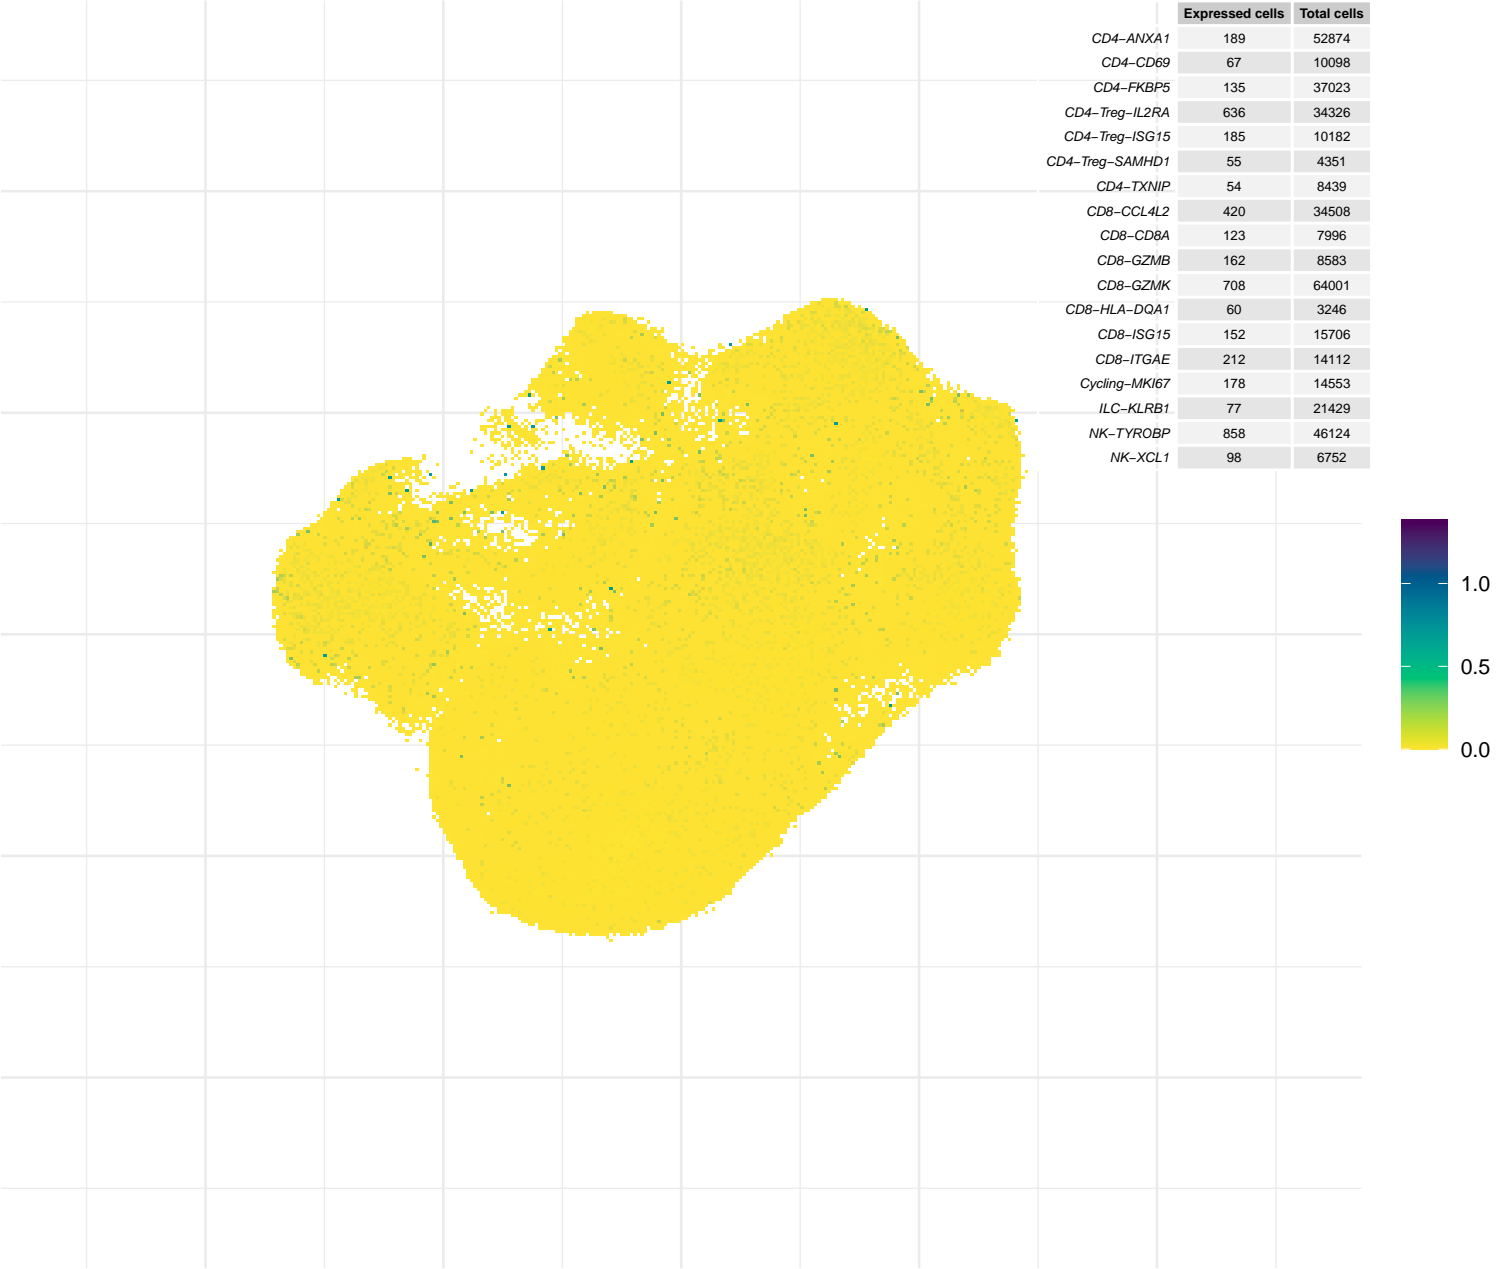 Expressed cells Total cells
CD4−ANXA1 189 52874
CD4−CD69 67 10098
CD4−FKBP5 135 37023
CD4−Treg−IL2RA 636 34326
CD4−Treg−ISG15 185 10182
CD4−Treg−SAMHD1 55 4351
CD4−TXNIP 54 8439
CD8−CCL4L2 420 34508
CD8−CD8A 123 7996
CD8−GZMB 162 8583
CD8−GZMK 708 64001
CD8−HLA−DQA1 60 3246
CD8−ISG15 152 15706
CD8−ITGAE 212 14112
Cycling−MKI67 178 14553
ILC−KLRB1 77 21429
NK−TYROBP 858 46124
NK−XCL1 98 6752
1.0
0.5
0.0